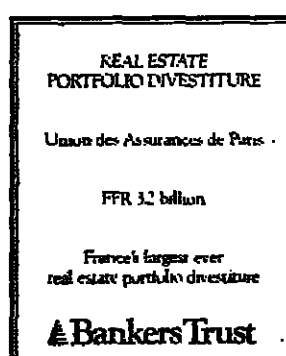 REAL ESTATE
PORTFOLIO DIVESTITURE
Union des Assurances de Paris
FFR 3.2 billion
France's largest ever
real estate portfolio divestiture
Bankers Trust